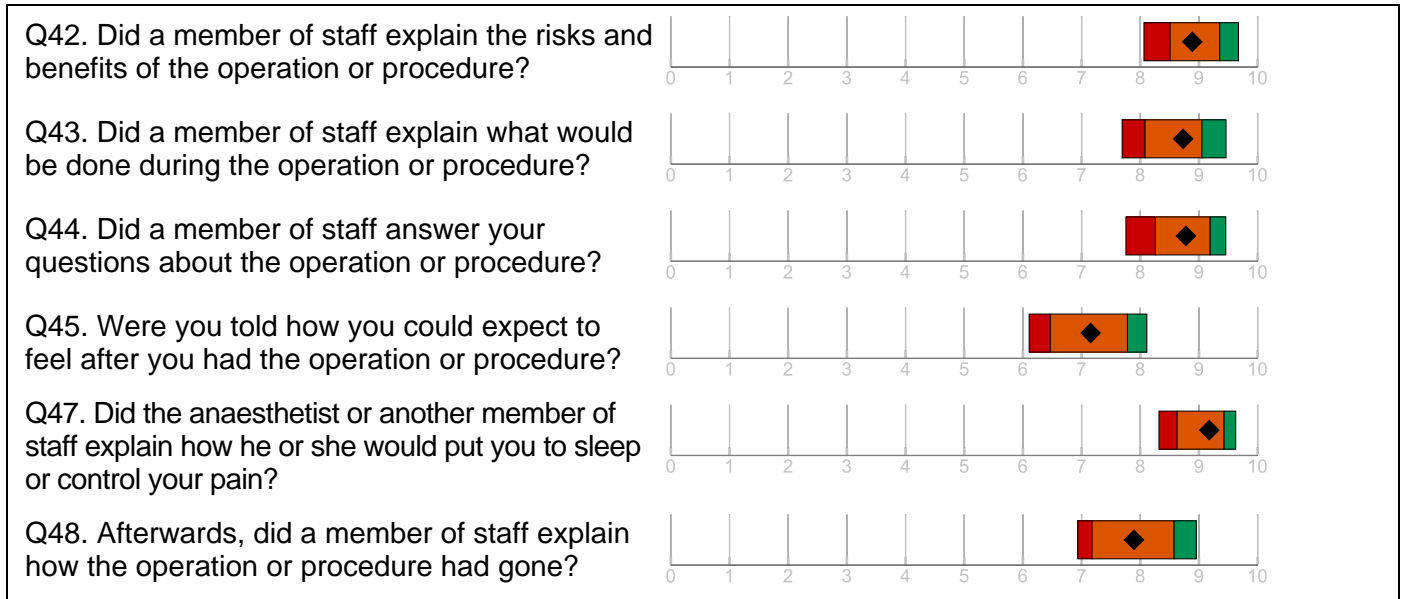 Q42. Did a member of staff explain the risks and
benefits of the operation or procedure?
0 1 2 3 4 5 6 7 8 9 10
Q43. Did a member of staff explain what would
be done during the operation or procedure?
0 1 2 3 4 5 6 7 8 9 10
Q44. Did a member of staff answer your
questions about the operation or procedure?
0 1 2 3 4 5 6 7 8 9 10
Q45. Were you told how you could expect to
feel after you had the operation or procedure?
0 1 2 3 4 5 6 7 8 9 10
Q47. Did the anaesthetist or another member of
staff explain how he or she would put you to sleep
or control your pain?
0 1 2 3 4 5 6 7 8 9 10
Q48. Afterwards, did a member of staff explain
how the operation or procedure had gone?
0 1 2 3 4 5 6 7 8 9 10